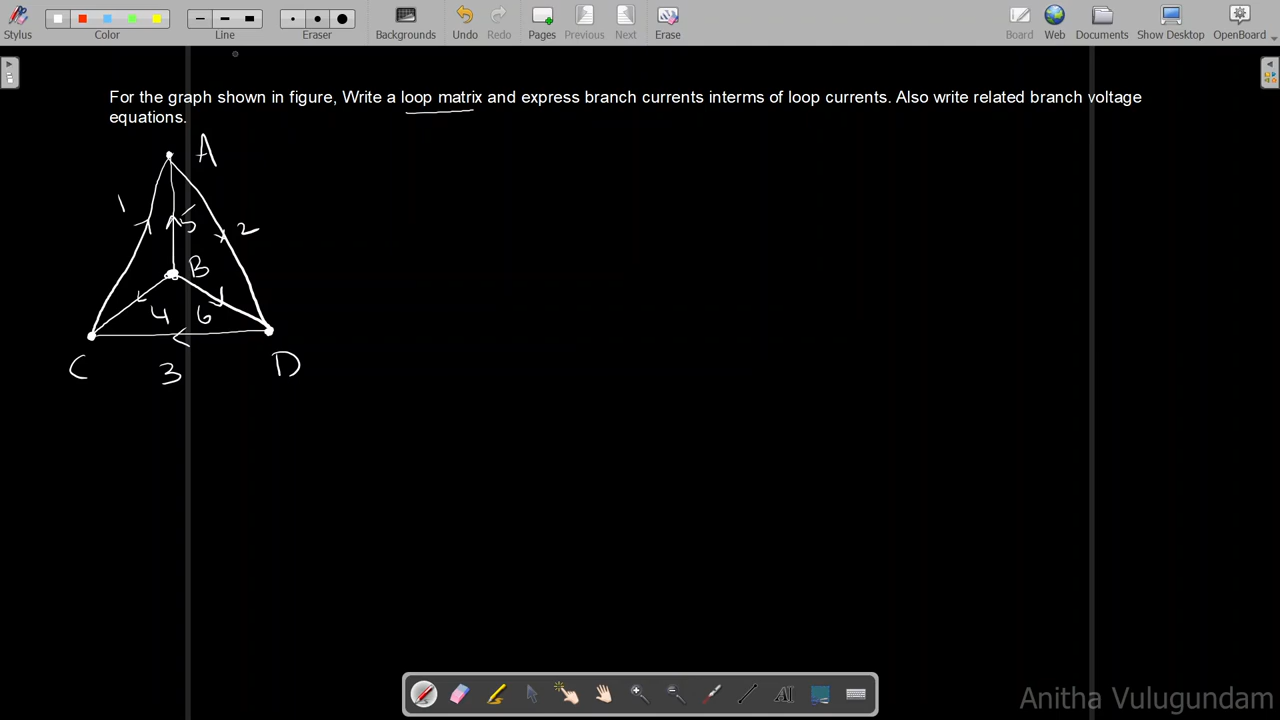 Stylus
Color
Line
Eraser
Backgrounds
Undo
Redo
Pages
Previous
Next
Erase
Board
Web
Documents
Show Desktop
OpenBoard
For the graph shown in figure, Write a loop matrix and express branch currents interms of loop currents. Also write related branch voltage
equations.
A
1
5
2
B
4
6
C
3
D
AI
Anitha Vulugundam